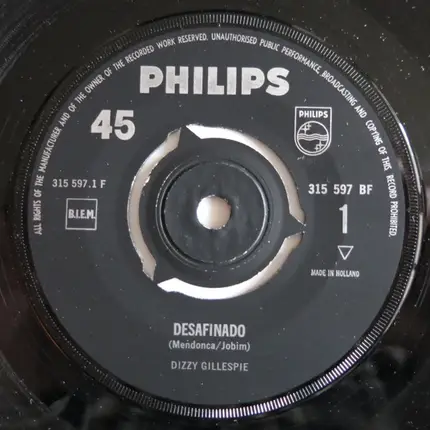 ALL RIGHTS OF THE MANUFACTURER AND OF THE OWNER OF THE RECORDED WORK RESERVED. UNAUTHORISED PUBLIC PERFORMANCE, BROADCASTING AND COPYING OF THIS RECORD PROHIBITED.
PHILIPS
45
PHILIPS
315 597.1 F
315 597 BF
B.I.E.M.
1
MADE IN HOLLAND
DESAFINADO
(Mendonca/Jobim)
DIZZY GILLESPIE